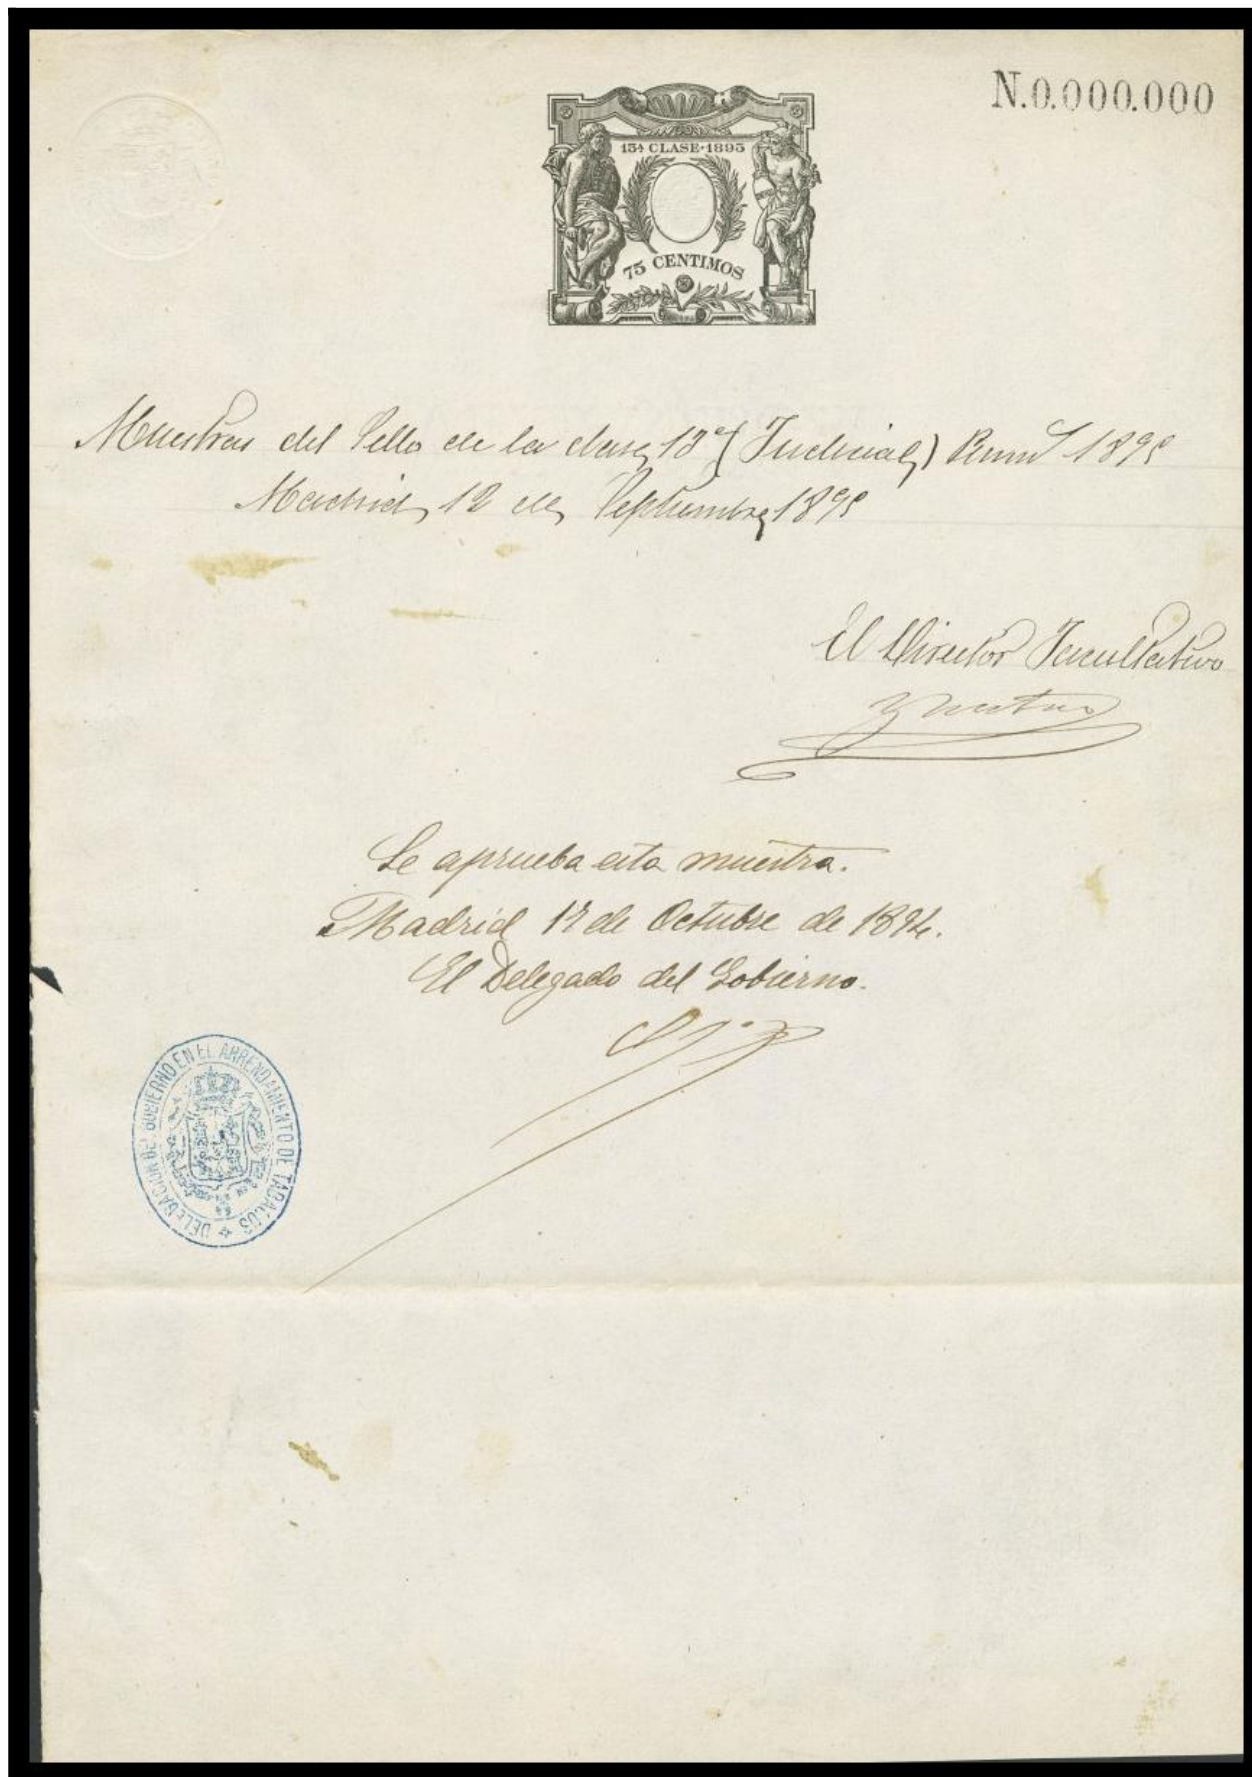 N.0.000.000
13ª CLASE·1895
75 CENTIMOS
Muestras del Sello de la clase 13ª (Judicial) 1895
Madrid, 12 de Septiembre 1895
El Director Facultativo
Se aprueba esta muestra.
Madrid 17 de Octubre de 1894.
El Delegado del Gobierno.
DELEGACION DEL GOBIERNO EN EL ARRENDAMIENTO DE TABACOS